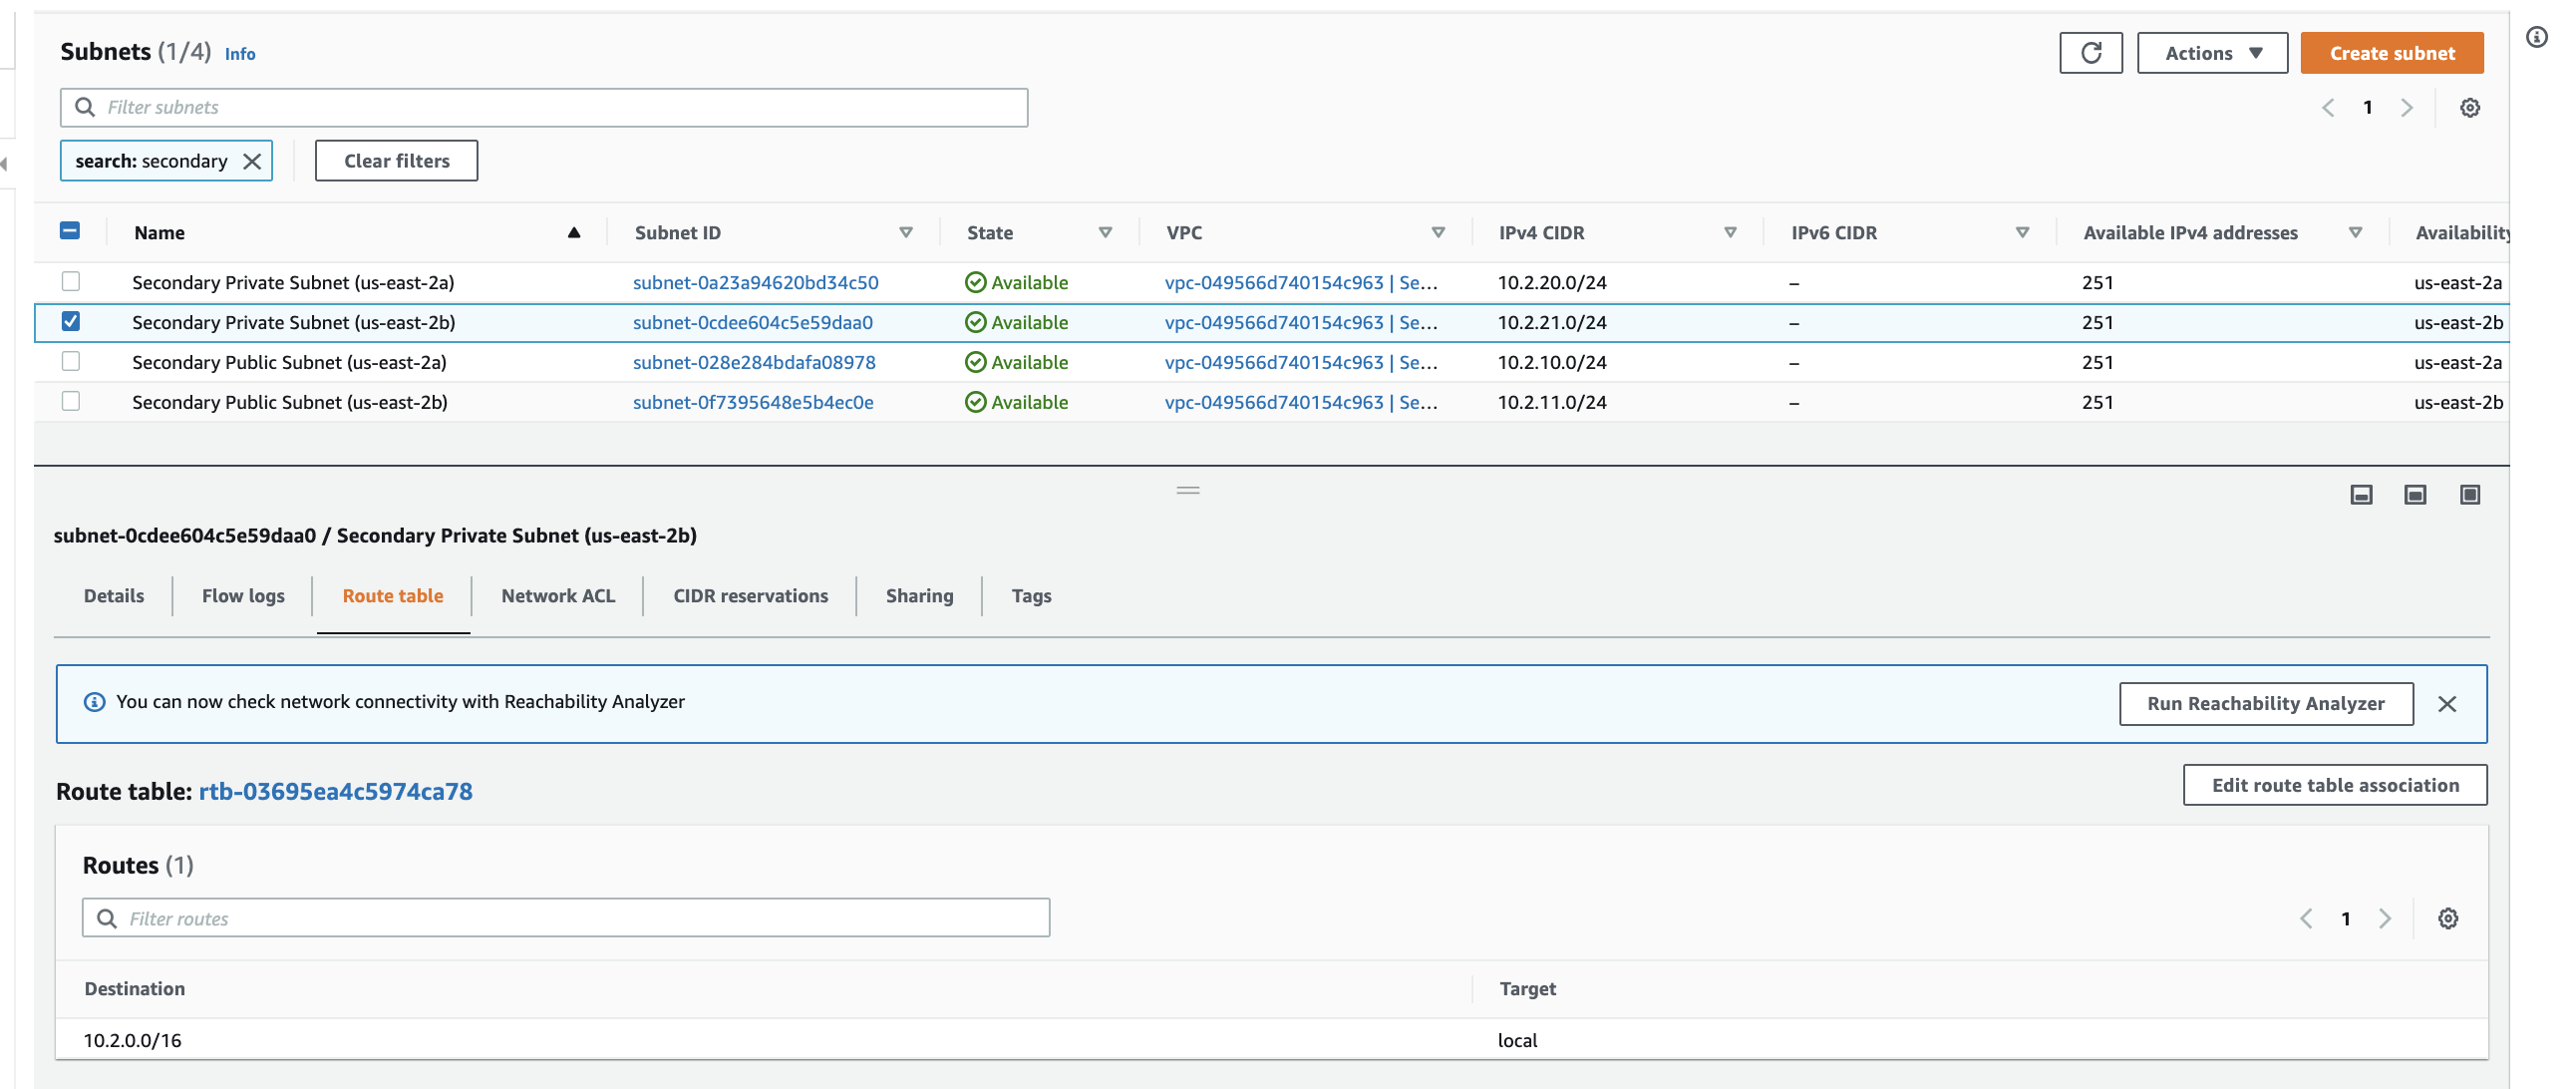 Subnets (1/4) Info
Actions
Create subnet
Filter subnets
1
search: secondary
Clear filters
Name Subnet ID State VPC IPv4 CIDR IPv6 CIDR Available IPv4 addresses Availability
Secondary Private Subnet (us-east-2a) subnet-0a23a94620bd34c50 Available vpc-049566d740154c963 | Se... 10.2.20.0/24 – 251 us-east-2a
Secondary Private Subnet (us-east-2b) subnet-0cdee604c5e59daa0 Available vpc-049566d740154c963 | Se... 10.2.21.0/24 – 251 us-east-2b
Secondary Public Subnet (us-east-2a) subnet-028e284bdafa08978 Available vpc-049566d740154c963 | Se... 10.2.10.0/24 – 251 us-east-2a
Secondary Public Subnet (us-east-2b) subnet-0f7395648e5b4ec0e Available vpc-049566d740154c963 | Se... 10.2.11.0/24 – 251 us-east-2b
subnet-0cdee604c5e59daa0 / Secondary Private Subnet (us-east-2b)
Details Flow logs Route table Network ACL CIDR reservations Sharing Tags
You can now check network connectivity with Reachability Analyzer
Run Reachability Analyzer
Route table: rtb-03695ea4c5974ca78
Edit route table association
Routes (1)
Filter routes
1
Destination Target
10.2.0.0/16 local